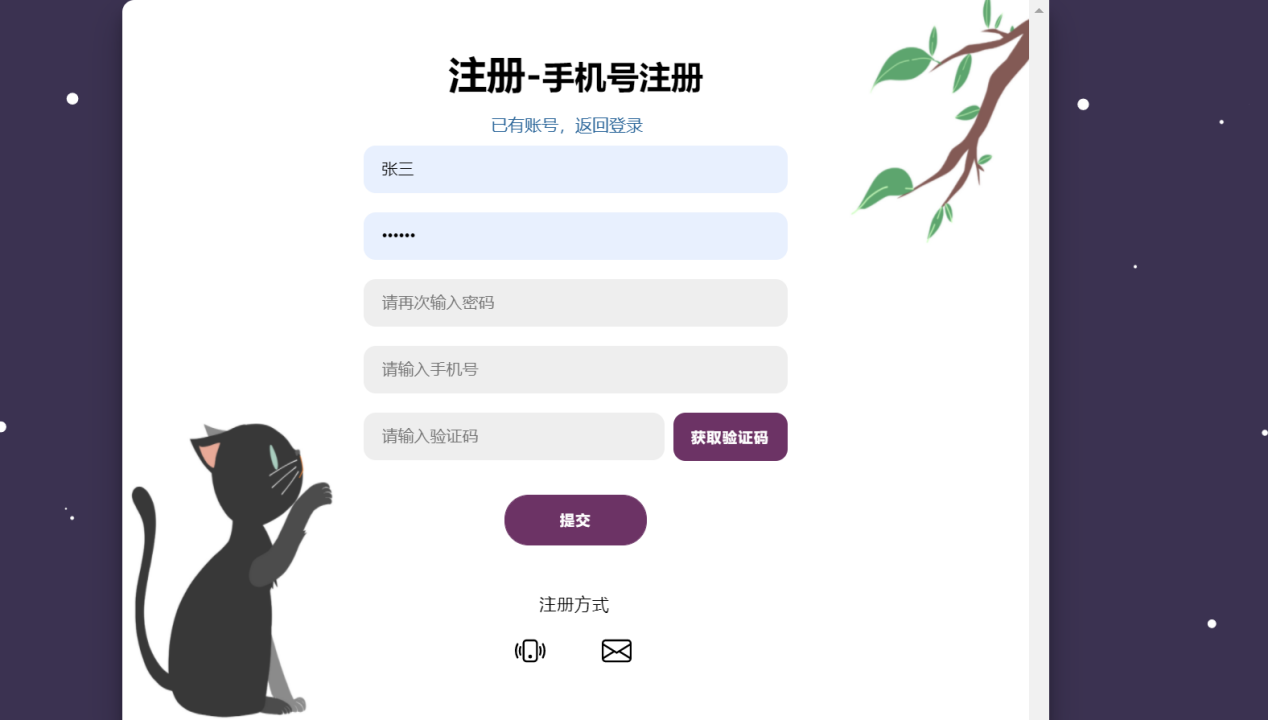 注册-手机号注册
已有账号，返回登录
张三
••••••
请再次输入密码
请输入手机号
请输入验证码 获取验证码
提交
注册方式